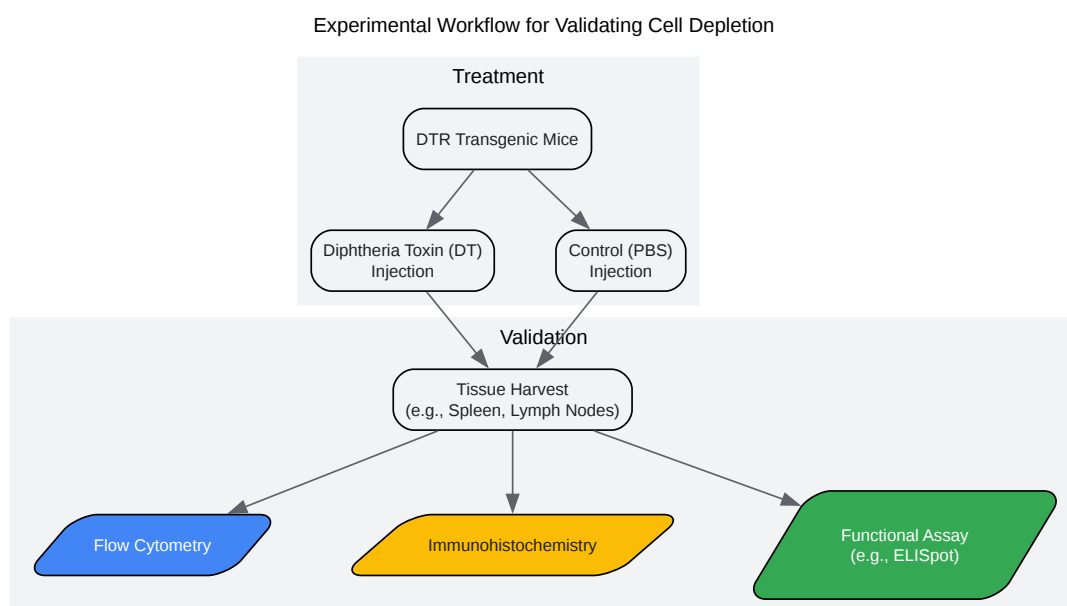 Experimental Workflow for Validating Cell Depletion
Treatment
DTR Transgenic Mice
Diphtheria Toxin (DT)
Injection
Control (PBS)
Injection
Validation
Tissue Harvest
(e.g., Spleen, Lymph Nodes)
Flow Cytometry
Immunohistochemistry
Functional Assay
(e.g., ELISpot)